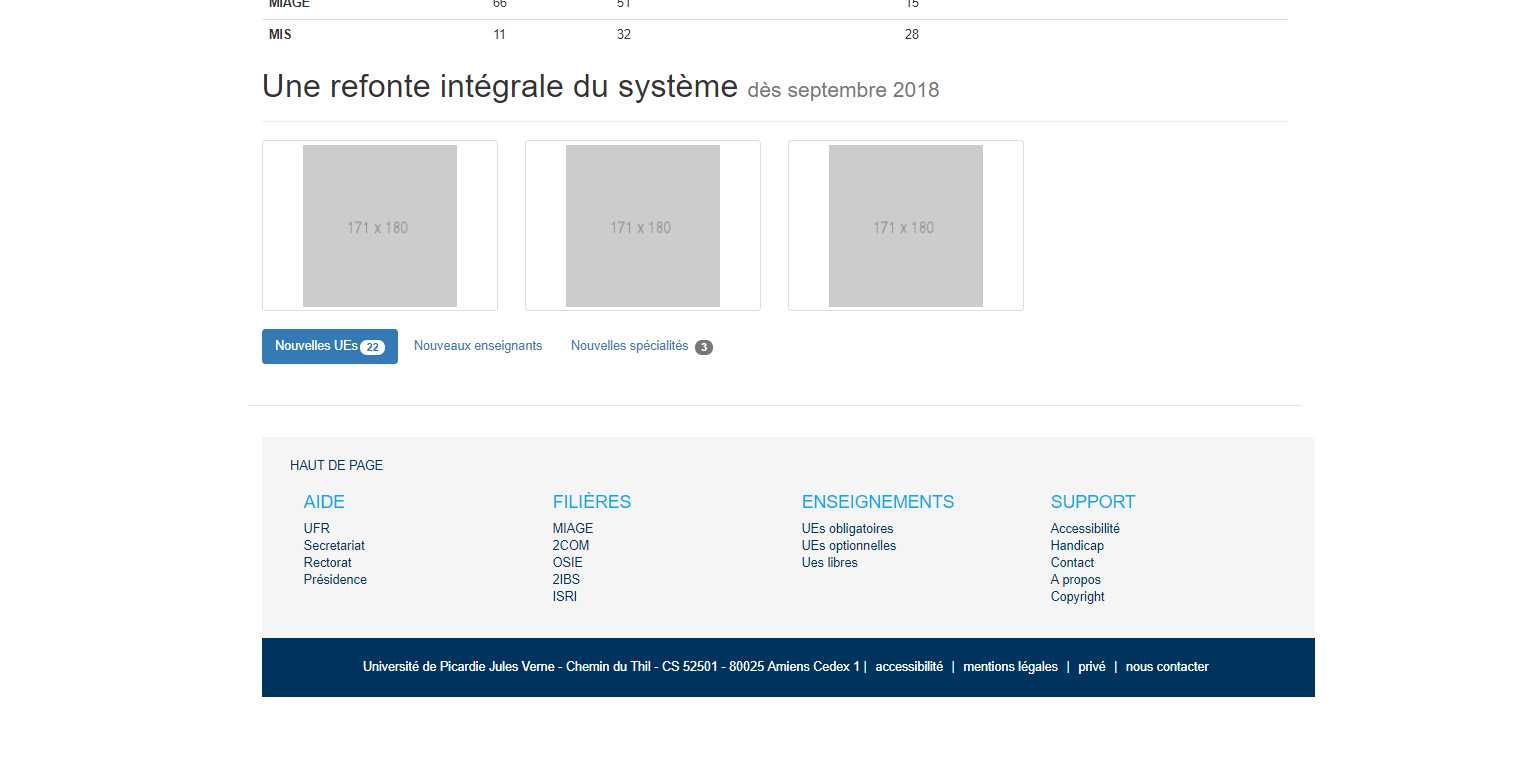 MIAGE 66 51 15
MIS 11 32 28
Une refonte intégrale du système dès septembre 2018
171 x 180 171 x 180 171 x 180
Nouvelles UEs 22 Nouveaux enseignants Nouvelles spécialités 3
HAUT DE PAGE
AIDE FILIÈRES ENSEIGNEMENTS SUPPORT
UFR MIAGE UEs obligatoires Accessibilité
Secretariat 2COM UEs optionnelles Handicap
Rectorat OSIE Ues libres Contact
Présidence 2IBS A propos
ISRI Copyright
Université de Picardie Jules Verne - Chemin du Thil - CS 52501 - 80025 Amiens Cedex 1 | accessibilité | mentions légales | privé | nous contacter